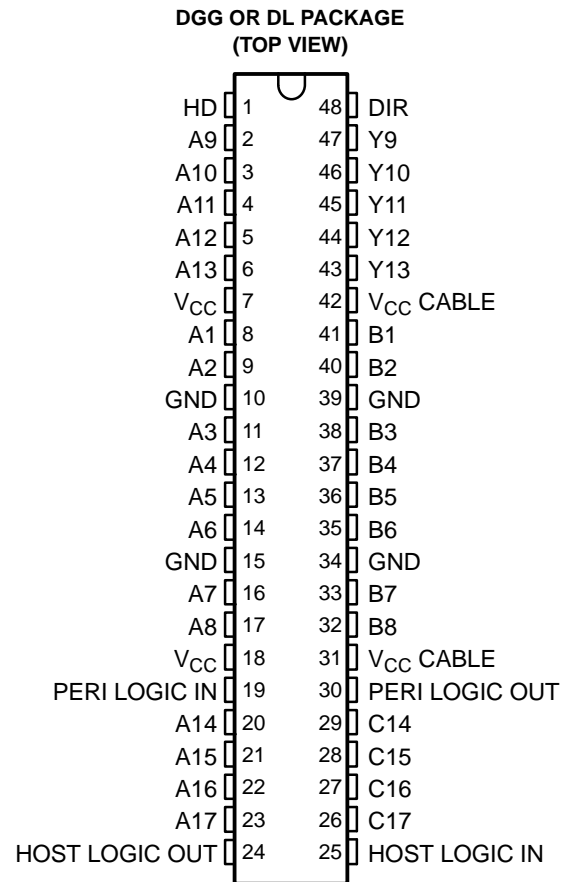 DGG OR DL PACKAGE
(TOP VIEW)
HD 1 48 DIR
A9 2 47 Y9
A10 3 46 Y10
A11 4 45 Y11
A12 5 44 Y12
A13 6 43 Y13
VCC 7 42 VCC CABLE
A1 8 41 B1
A2 9 40 B2
GND 10 39 GND
A3 11 38 B3
A4 12 37 B4
A5 13 36 B5
A6 14 35 B6
GND 15 34 GND
A7 16 33 B7
A8 17 32 B8
VCC 18 31 VCC CABLE
PERI LOGIC IN 19 30 PERI LOGIC OUT
A14 20 29 C14
A15 21 28 C15
A16 22 27 C16
A17 23 26 C17
HOST LOGIC OUT 24 25 HOST LOGIC IN